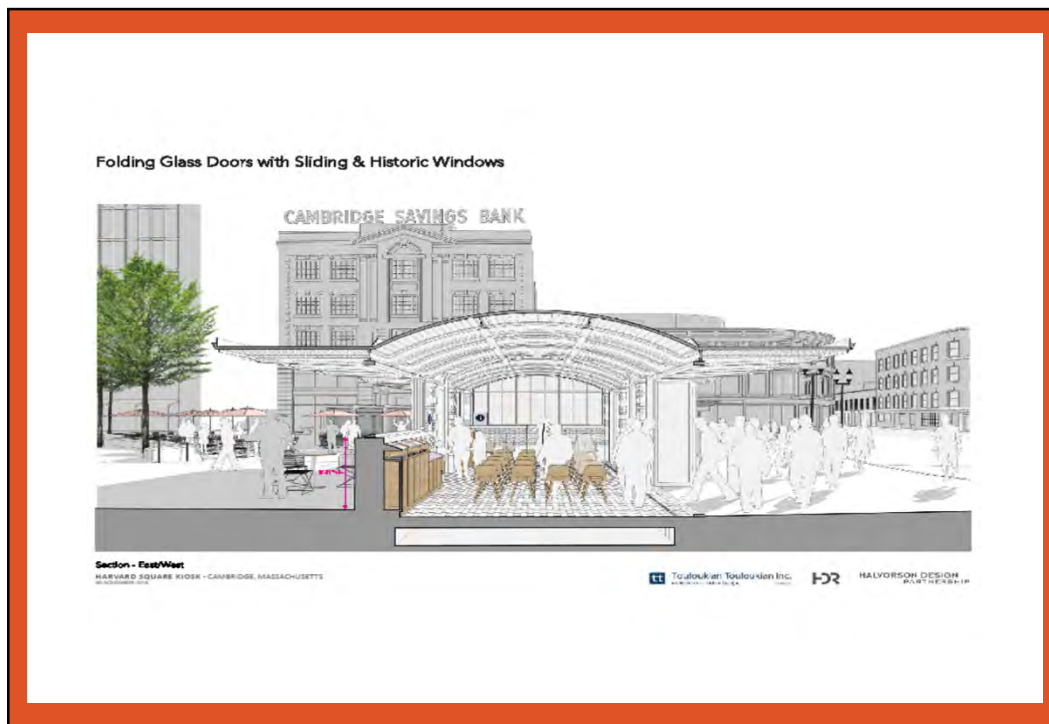 Folding Glass Doors with Sliding & Historic Windows
CAMBRIDGE SAVINGS BANK
Section - East/West
HARVARD SQUARE KIOSK - CAMBRIDGE, MASSACHUSETTS
tt Touloukian Touloukian Inc.
HDR
HALVORSON DESIGN
PARTNERSHIP